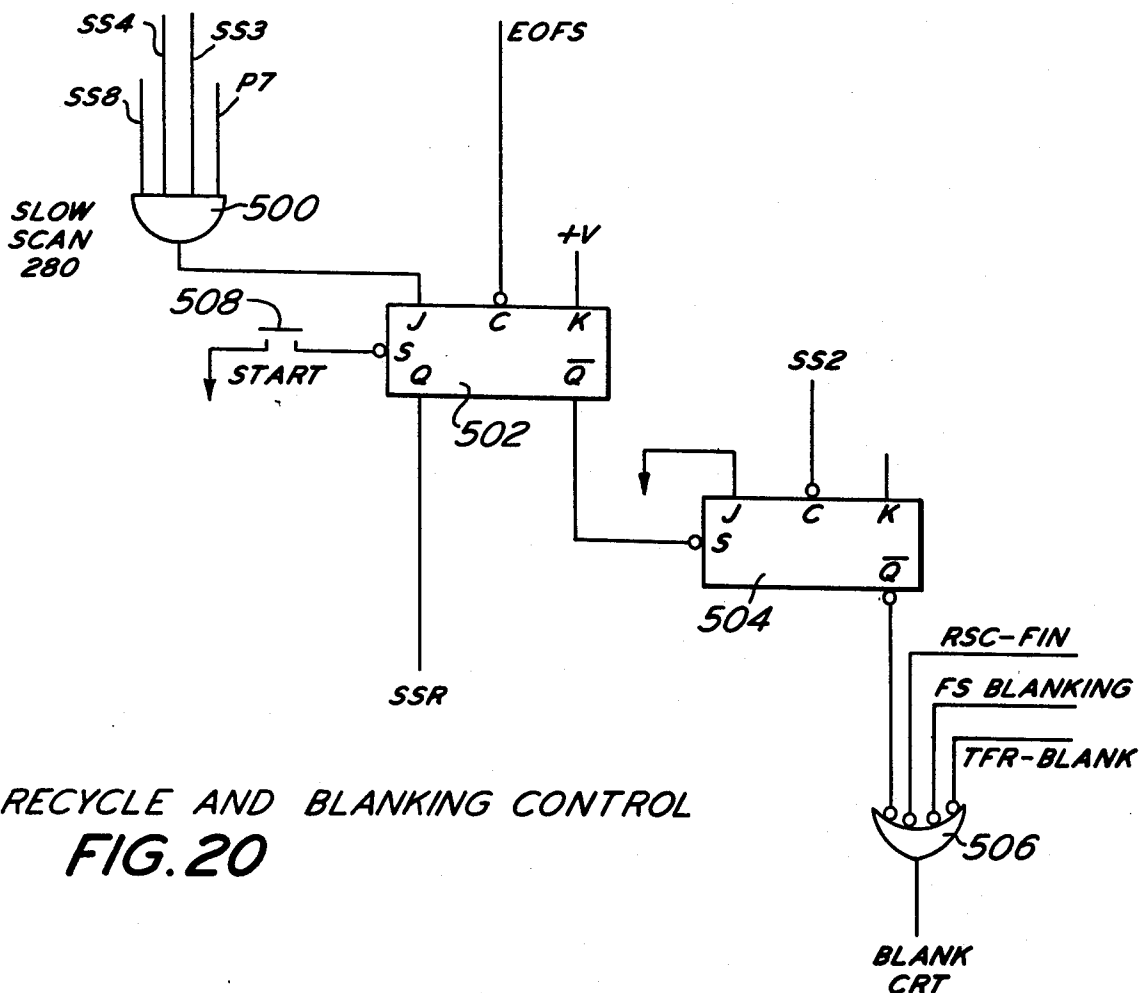 SS4
SS3
EOFS
SS8
P7
500
SLOW
SCAN
280
+V
508
J
C
K
S
START
Q
Q̅
502
SS2
J
C
K
S
Q̅
504
SSR
RSC-FIN
FS BLANKING
TFR-BLANK
506
RECYCLE AND BLANKING CONTROL
FIG. 20
BLANK
CRT